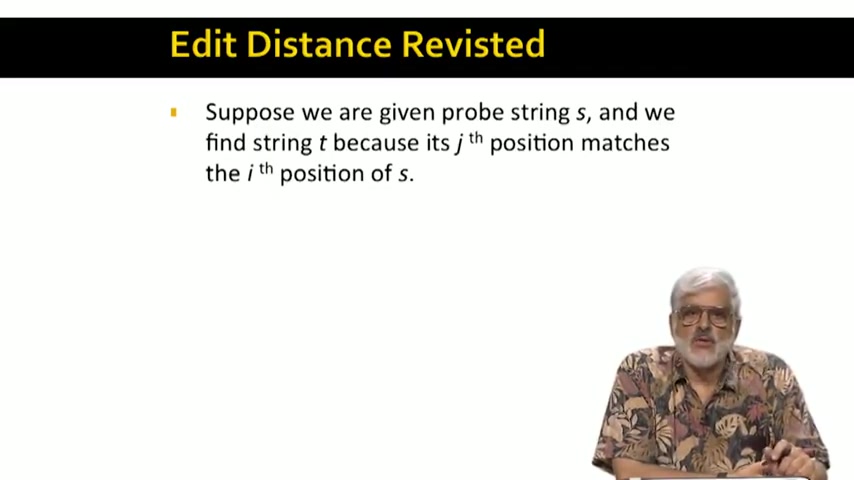 Edit Distance Revisted
Suppose we are given probe string s, and we
find string t because its j th position matches
the i th position of s.